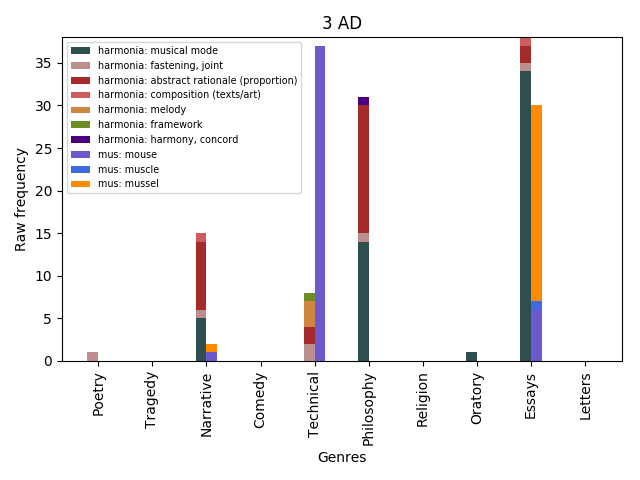 3 AD
harmonia: musical mode
harmonia: fastening, joint
harmonia: abstract rationale (proportion)
harmonia: composition (texts/art)
harmonia: melody
harmonia: framework
harmonia: harmony, concord
mus: mouse
mus: muscle
mus: mussel
Raw frequency
35
30
25
20
15
10
5
0
Poetry
Tragedy
Narrative
Comedy
Technical
Philosophy
Religion
Oratory
Essays
Letters
Genres